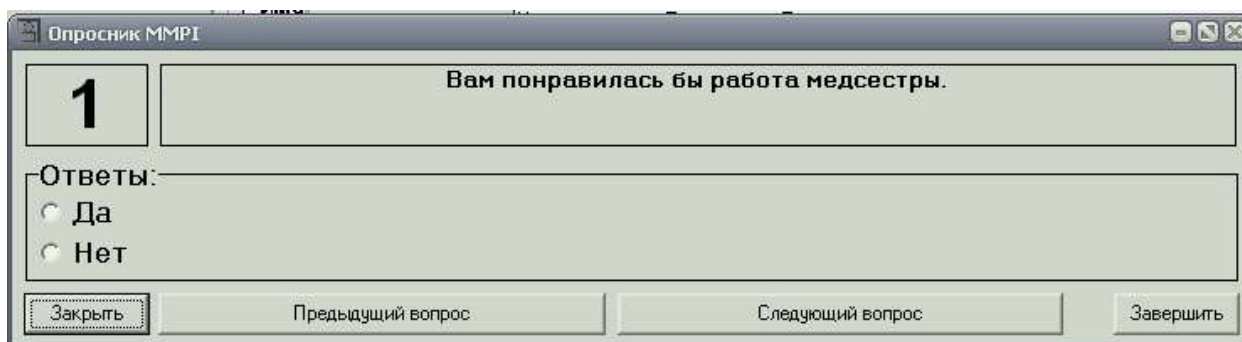 Опросник MMPI
1
Вам понравилась бы работа медсестры.
Ответы:
Да
Нет
Закрыть
Предыдущий вопрос
Следующий вопрос
Завершить